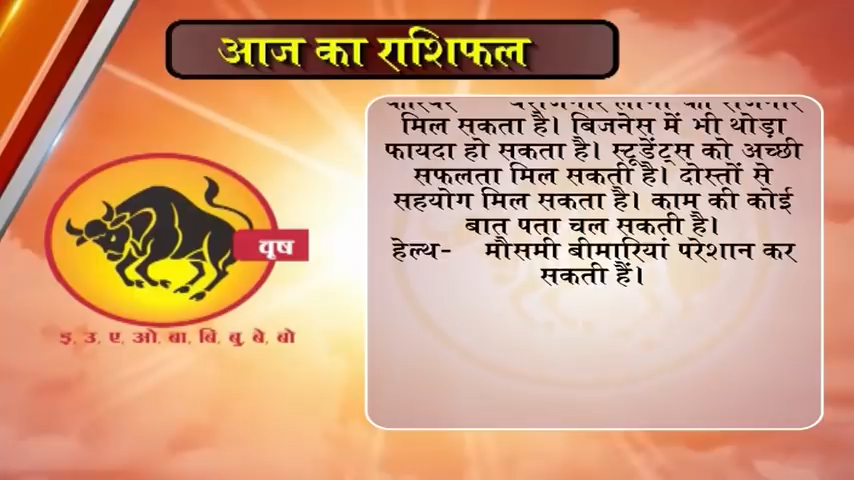 आज का राशिफल
मिल सकता है। बिजनेस में भी थोड़ा
फायदा हो सकता है। स्टूडेंट्स को अच्छी
सफलता मिल सकती है। दोस्तों से
सहयोग मिल सकता है। काम की कोई
बात पता चल सकती है।
हेल्थ- मौसमी बीमारियां परेशान कर
सकती हैं।
वृष
इ, उ, ए, ओ, बा, बि, बु, बे, बो